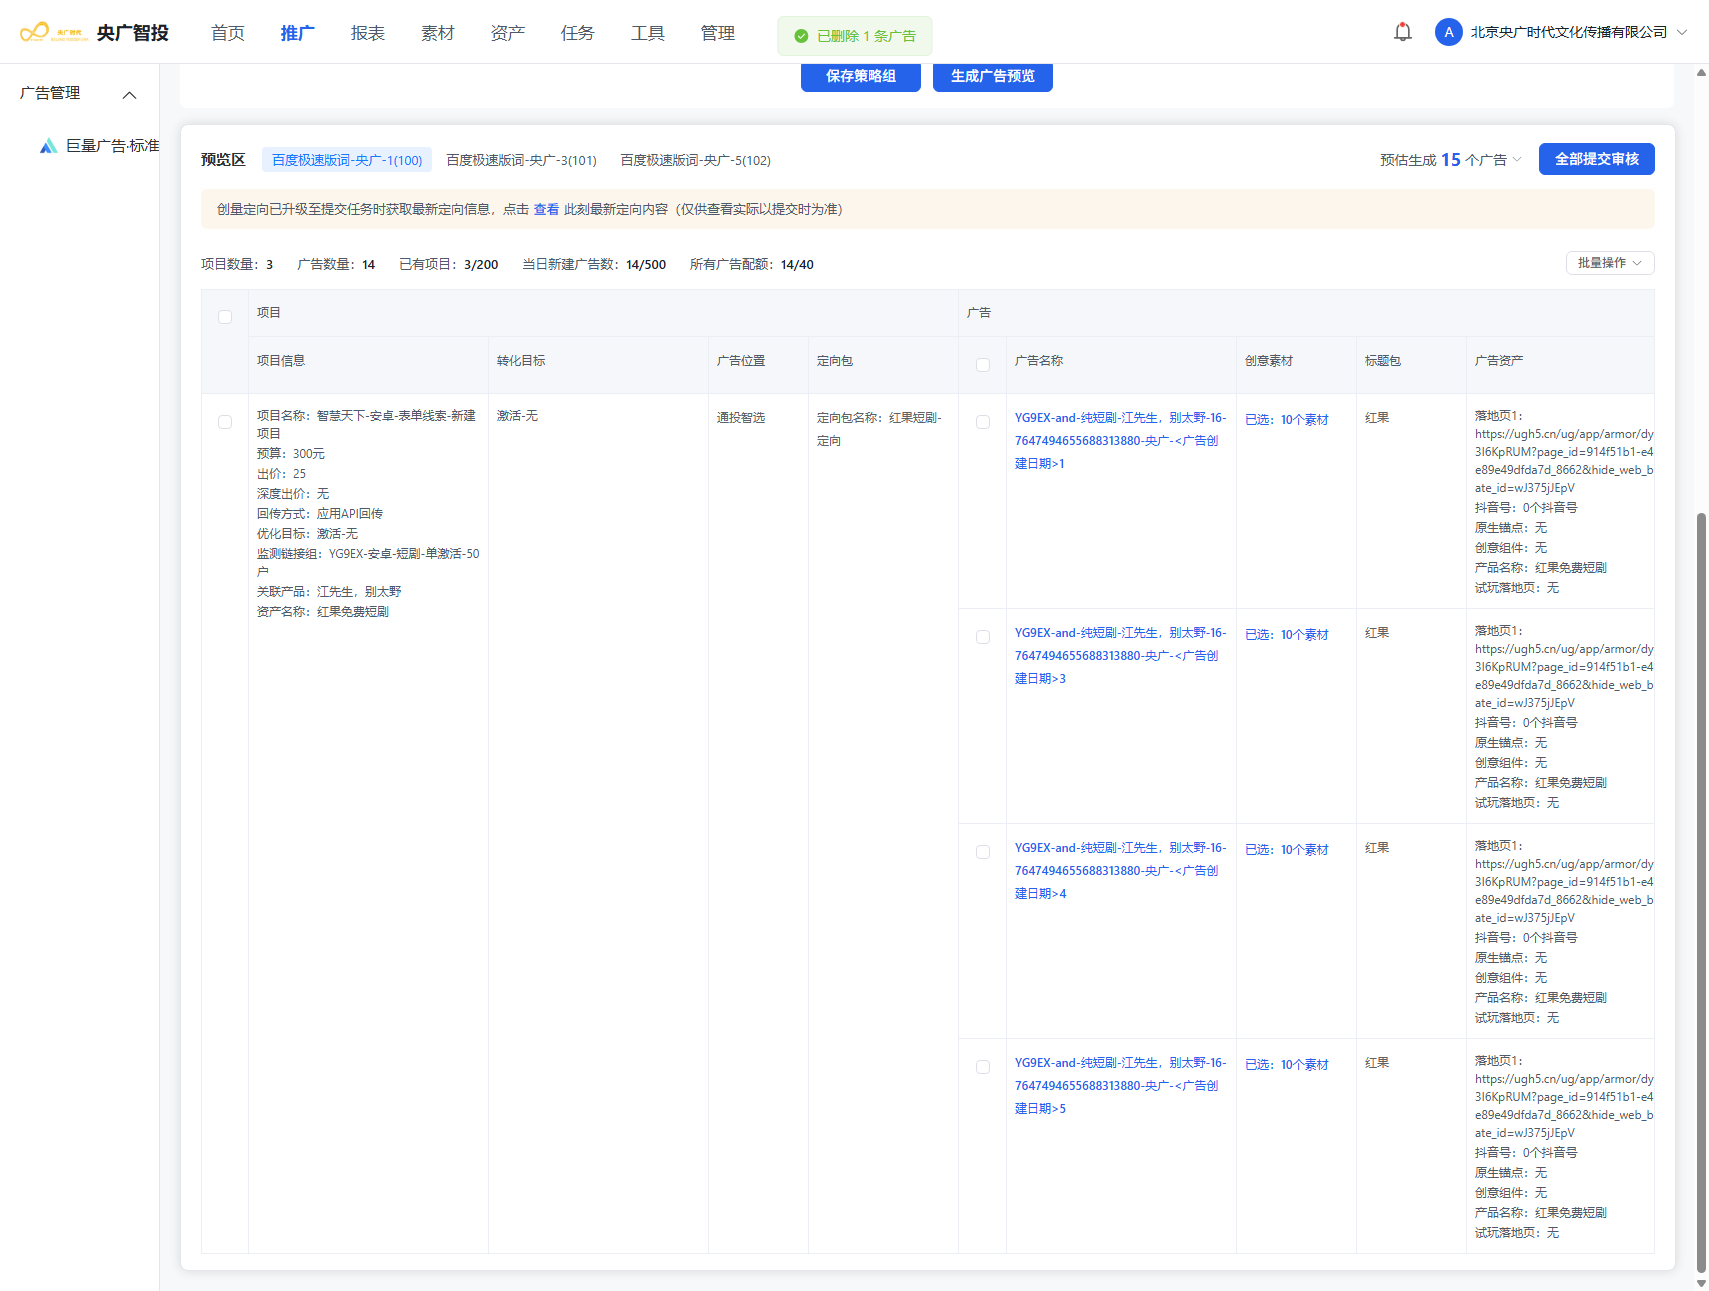 央广智投
首页
推广
报表
素材
资产
任务
工具
管理
已删除 1 条广告
A
北京央广时代文化传播有限公司
广告管理
巨量广告·标准
保存策略组
生成广告预览
预览区
百度极速版词-央广-1(100)
百度极速版词-央广-3(101)
百度极速版词-央广-5(102)
预估生成 15 个广告
全部提交审核
创量定向已升级至提交任务时获取最新定向信息，点击 查看 此刻最新定向内容（仅供查看实际以提交时为准）
项目数量：3
广告数量：14
已有项目：3/200
当日新建广告数：14/500
所有广告配额：14/40
批量操作
项目
广告
项目信息
转化目标
广告位置
定向包
广告名称
创意素材
标题包
广告资产
项目名称：智慧天下-安卓-表单线索-新建
项目
预算：300元
出价：25
深度出价：无
回传方式：应用API回传
优化目标：激活-无
监测链接组：YG9EX-安卓-短剧-单激活-50
户
关联产品：江先生，别太野
资产名称：红果免费短剧
激活-无
通投智选
定向包名称：红果短剧-
定向
YG9EX-and-纯短剧-江先生，别太野-16-
7647494655688313880-央广-<广告创
建日期>1
已选：10个素材
红果
落地页1：
https://ugh5.cn/ug/app/armor/dy
3I6KpRUM?page_id=914f51b1-e4
e89e49dfda7d_8662&hide_web_b
ate_id=wJ375jJEpV
抖音号：0个抖音号
原生锚点：无
创意组件：无
产品名称：红果免费短剧
试玩落地页：无
YG9EX-and-纯短剧-江先生，别太野-16-
7647494655688313880-央广-<广告创
建日期>3
已选：10个素材
红果
落地页1：
https://ugh5.cn/ug/app/armor/dy
3I6KpRUM?page_id=914f51b1-e4
e89e49dfda7d_8662&hide_web_b
ate_id=wJ375jJEpV
抖音号：0个抖音号
原生锚点：无
创意组件：无
产品名称：红果免费短剧
试玩落地页：无
YG9EX-and-纯短剧-江先生，别太野-16-
7647494655688313880-央广-<广告创
建日期>4
已选：10个素材
红果
落地页1：
https://ugh5.cn/ug/app/armor/dy
3I6KpRUM?page_id=914f51b1-e4
e89e49dfda7d_8662&hide_web_b
ate_id=wJ375jJEpV
抖音号：0个抖音号
原生锚点：无
创意组件：无
产品名称：红果免费短剧
试玩落地页：无
YG9EX-and-纯短剧-江先生，别太野-16-
7647494655688313880-央广-<广告创
建日期>5
已选：10个素材
红果
落地页1：
https://ugh5.cn/ug/app/armor/dy
3I6KpRUM?page_id=914f51b1-e4
e89e49dfda7d_8662&hide_web_b
ate_id=wJ375jJEpV
抖音号：0个抖音号
原生锚点：无
创意组件：无
产品名称：红果免费短剧
试玩落地页：无